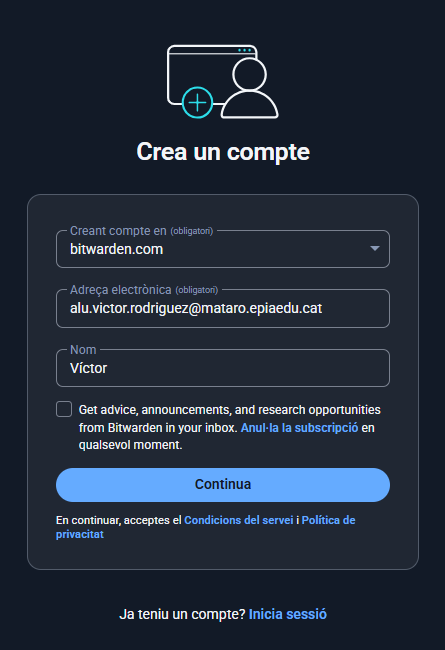 Crea un compte
Creant compte en (obligatori)
bitwarden.com
Adreça electrònica (obligatori)
alu.victor.rodriguez@mataro.epiaedu.cat
Nom
Víctor
Get advice, announcements, and research opportunities
from Bitwarden in your inbox. Anul·la la subscripció en
qualsevol moment.
Continua
En continuar, acceptes el Condicions del servei i Política de
privacitat
Ja teniu un compte? Inicia sessió